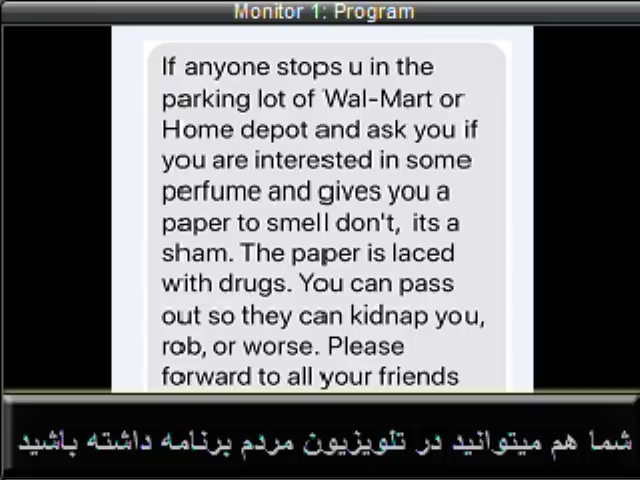 Monitor 1: Program
If anyone stops u in the
parking lot of Wal-Mart or
Home depot and ask you if
you are interested in some
perfume and gives you a
paper to smell don't, its a
sham. The paper is laced
with drugs. You can pass
out so they can kidnap you,
rob, or worse. Please
forward to all your friends
شما هم میتوانید در تلویزیون مردم برنامه داشته باشید